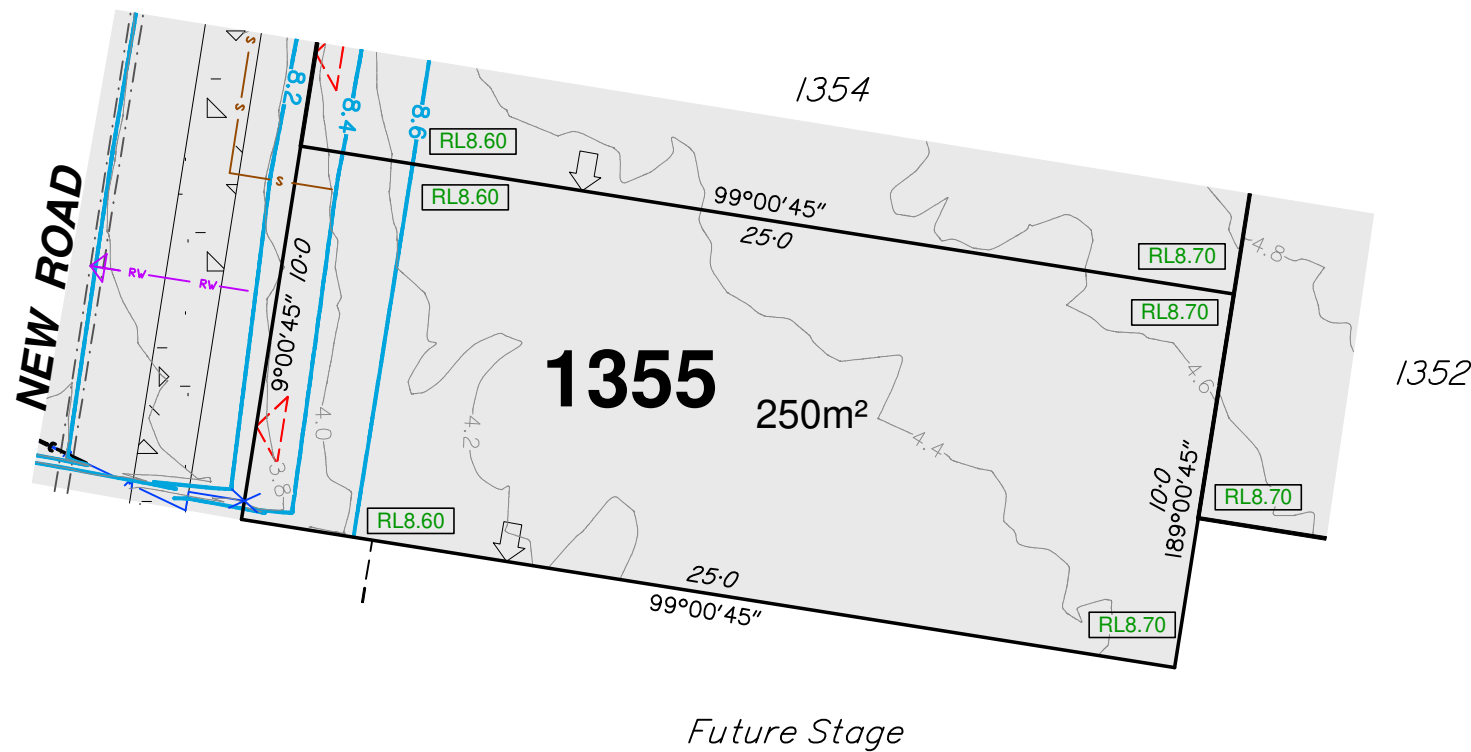 1354
8.2
8.4
8.6
S
S
S
RL8.60
RL8.60
99°00'45"
25·0
RL8.70
RL8.70
4.8
NEW ROAD
RW
RW
9°00'45" 10·0
1355
250m²
4.6
1352
4.0
4.2
4.4
3.8
10·0
189°00'45"
RL8.70
RL8.60
25·0
99°00'45"
RL8.70
Future Stage